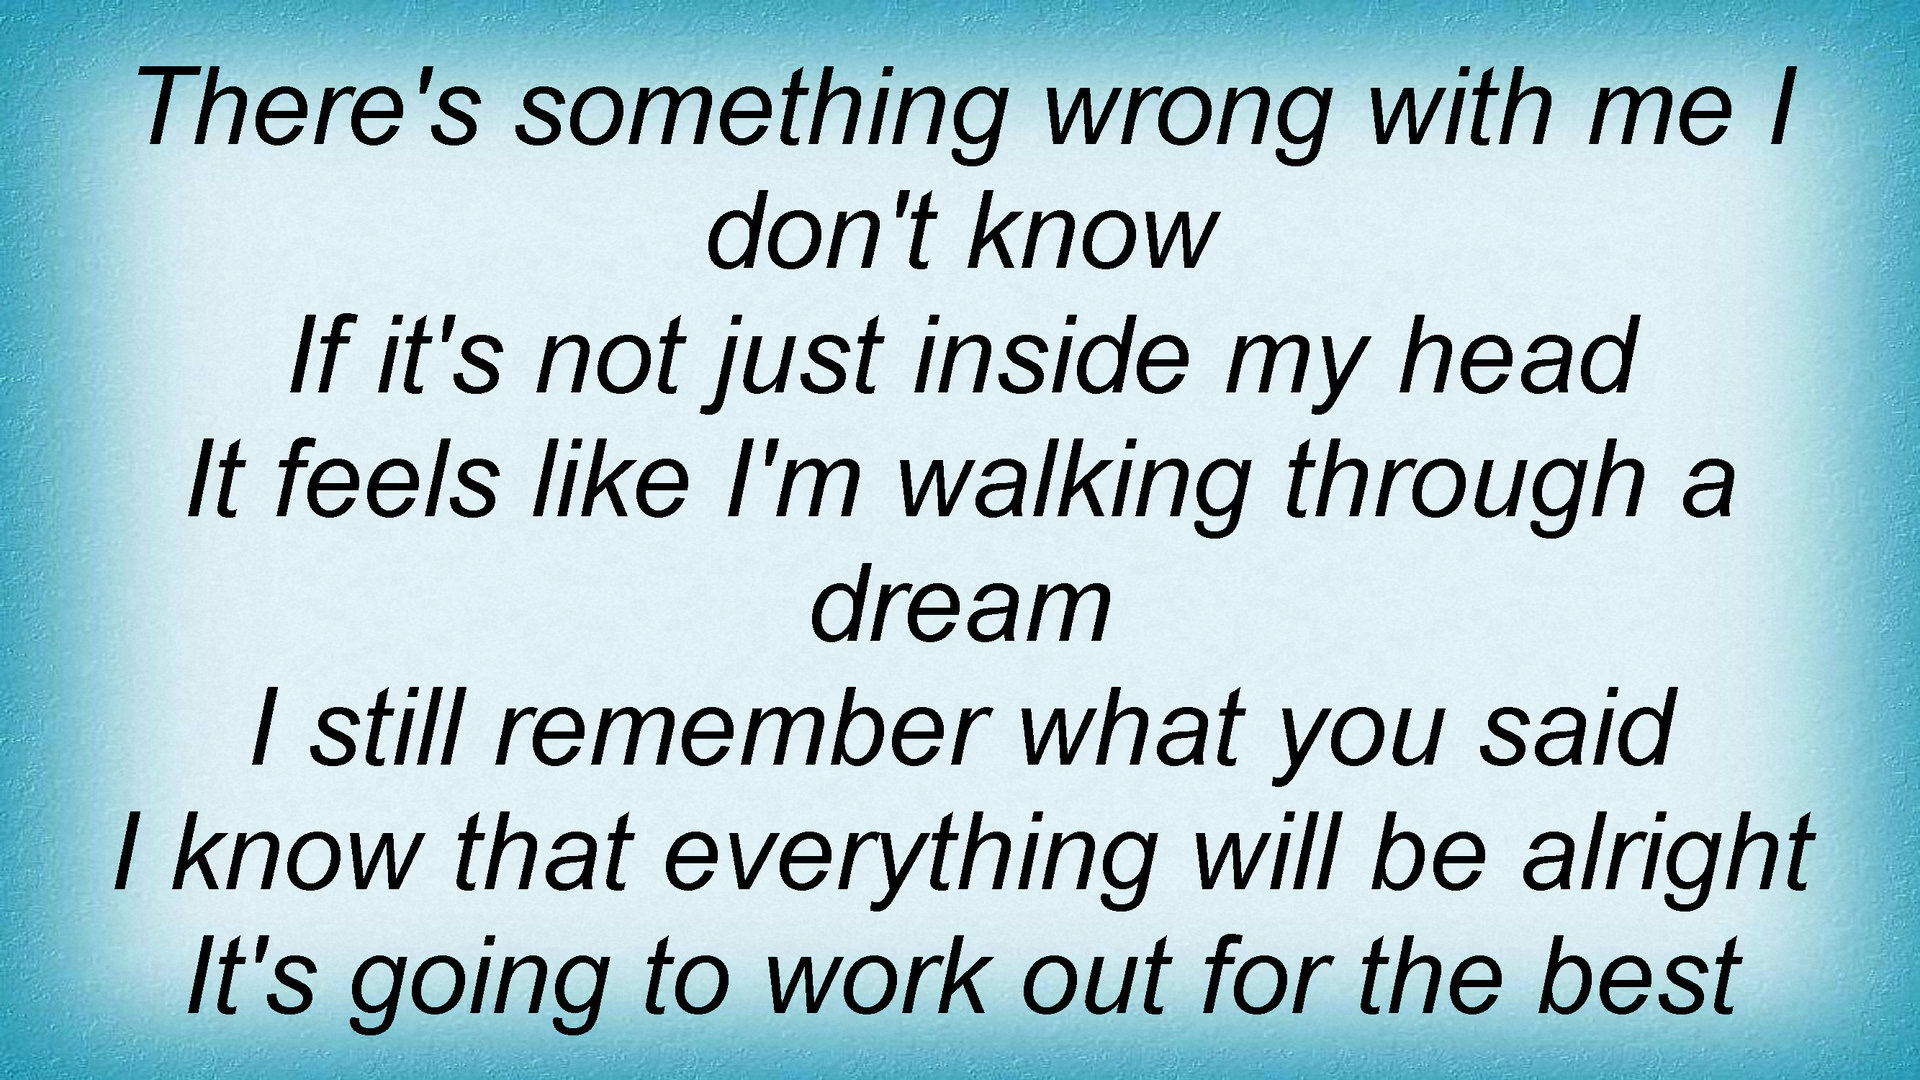 There's something wrong with me I
don't know
If it's not just inside my head
It feels like I'm walking through a
dream
I still remember what you said
I know that everything will be alright
It's going to work out for the best